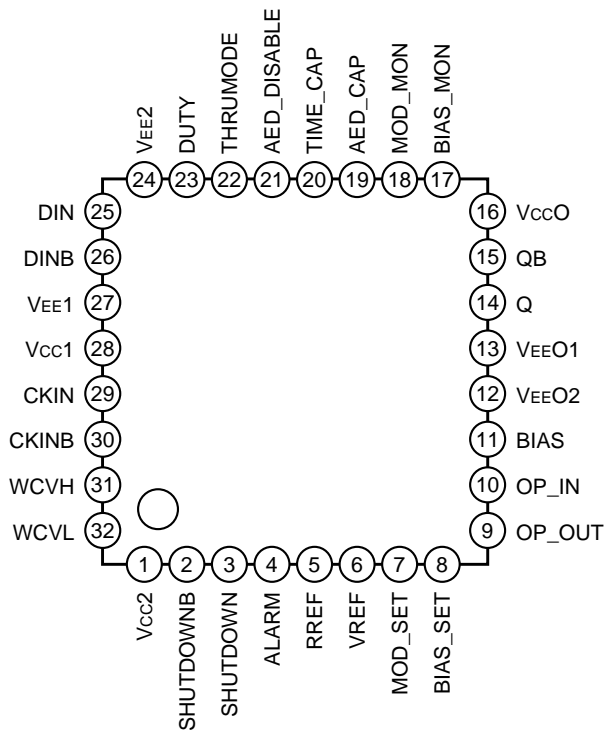 VEE2
DUTY
THRUMODE
AED_DISABLE
TIME_CAP
AED_CAP
MOD_MON
BIAS_MON
24 23 22 21 20 19 18 17
DIN 25 16 VCCO
DINB 26 15 QB
VEE1 27 14 Q
VCC1 28 13 VEEO1
CKIN 29 12 VEEO2
CKINB 30 11 BIAS
WCVH 31 10 OP_IN
WCVL 32 9 OP_OUT
1 2 3 4 5 6 7 8
VCC2
SHUTDOWNB
SHUTDOWN
ALARM
RREF
VREF
MOD_SET
BIAS_SET